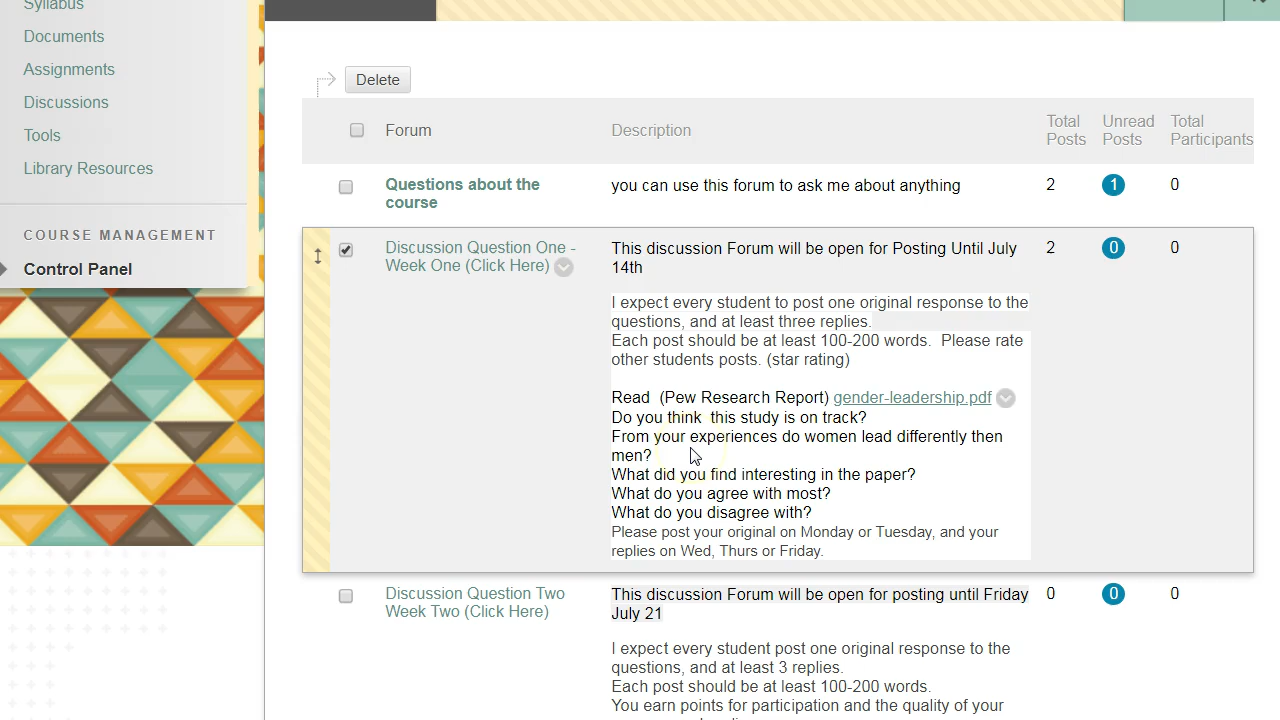 Syllabus
Documents
Assignments
Discussions
Tools
Library Resources
COURSE MANAGEMENT
Control Panel
Delete
Forum
Description
Total Posts
Unread Posts
Total Participants
Questions about the
course
you can use this forum to ask me about anything
2
1
0
Discussion Question One -
Week One (Click Here)
This discussion Forum will be open for Posting Until July
14th
I expect every student to post one original response to the
questions, and at least three replies.
Each post should be at least 100-200 words.  Please rate
other students posts. (star rating)
Read  (Pew Research Report) gender-leadership.pdf
Do you think  this study is on track?
From your experiences do women lead differently then
men?
What did you find interesting in the paper?
What do you agree with most?
What do you disagree with?
Please post your original on Monday or Tuesday, and your
replies on Wed, Thurs or Friday.
2
0
0
Discussion Question Two
Week Two (Click Here)
This discussion Forum will be open for posting until Friday
July 21
I expect every student post one original response to the
questions, and at least 3 replies.
Each post should be at least 100-200 words.
You earn points for participation and the quality of your
0
0
0